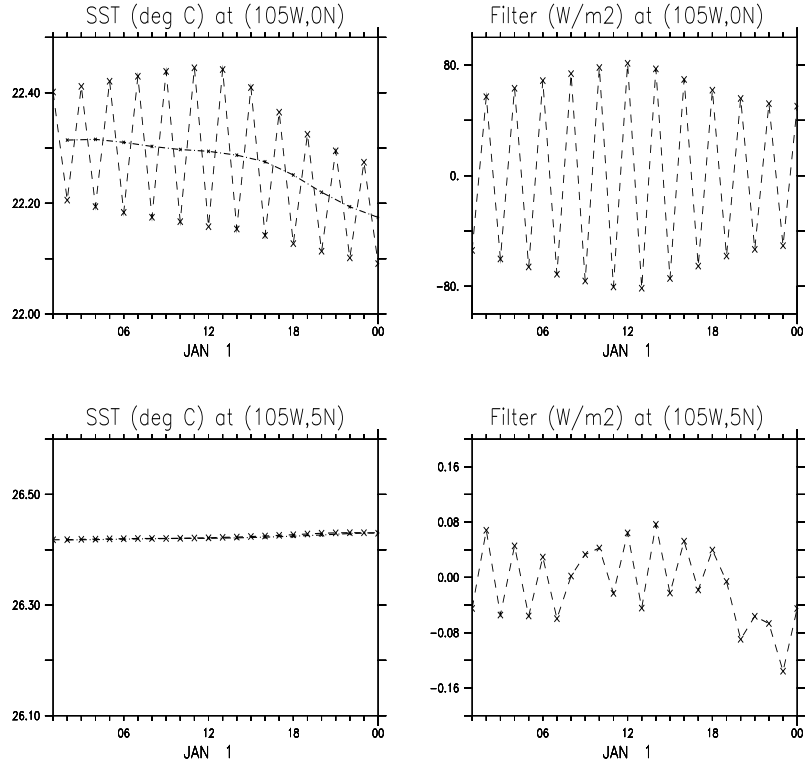 SST (deg C) at (105W,0N)
22.40
22.20
22.00
06 12 18 00
JAN 1
Filter (W/m2) at (105W,0N)
80.
0.
-80.
06 12 18 00
JAN 1
SST (deg C) at (105W,5N)
26.50
26.30
26.10
06 12 18 00
JAN 1
Filter (W/m2) at (105W,5N)
0.16
0.08
0.00
-0.08
-0.16
06 12 18 00
JAN 1